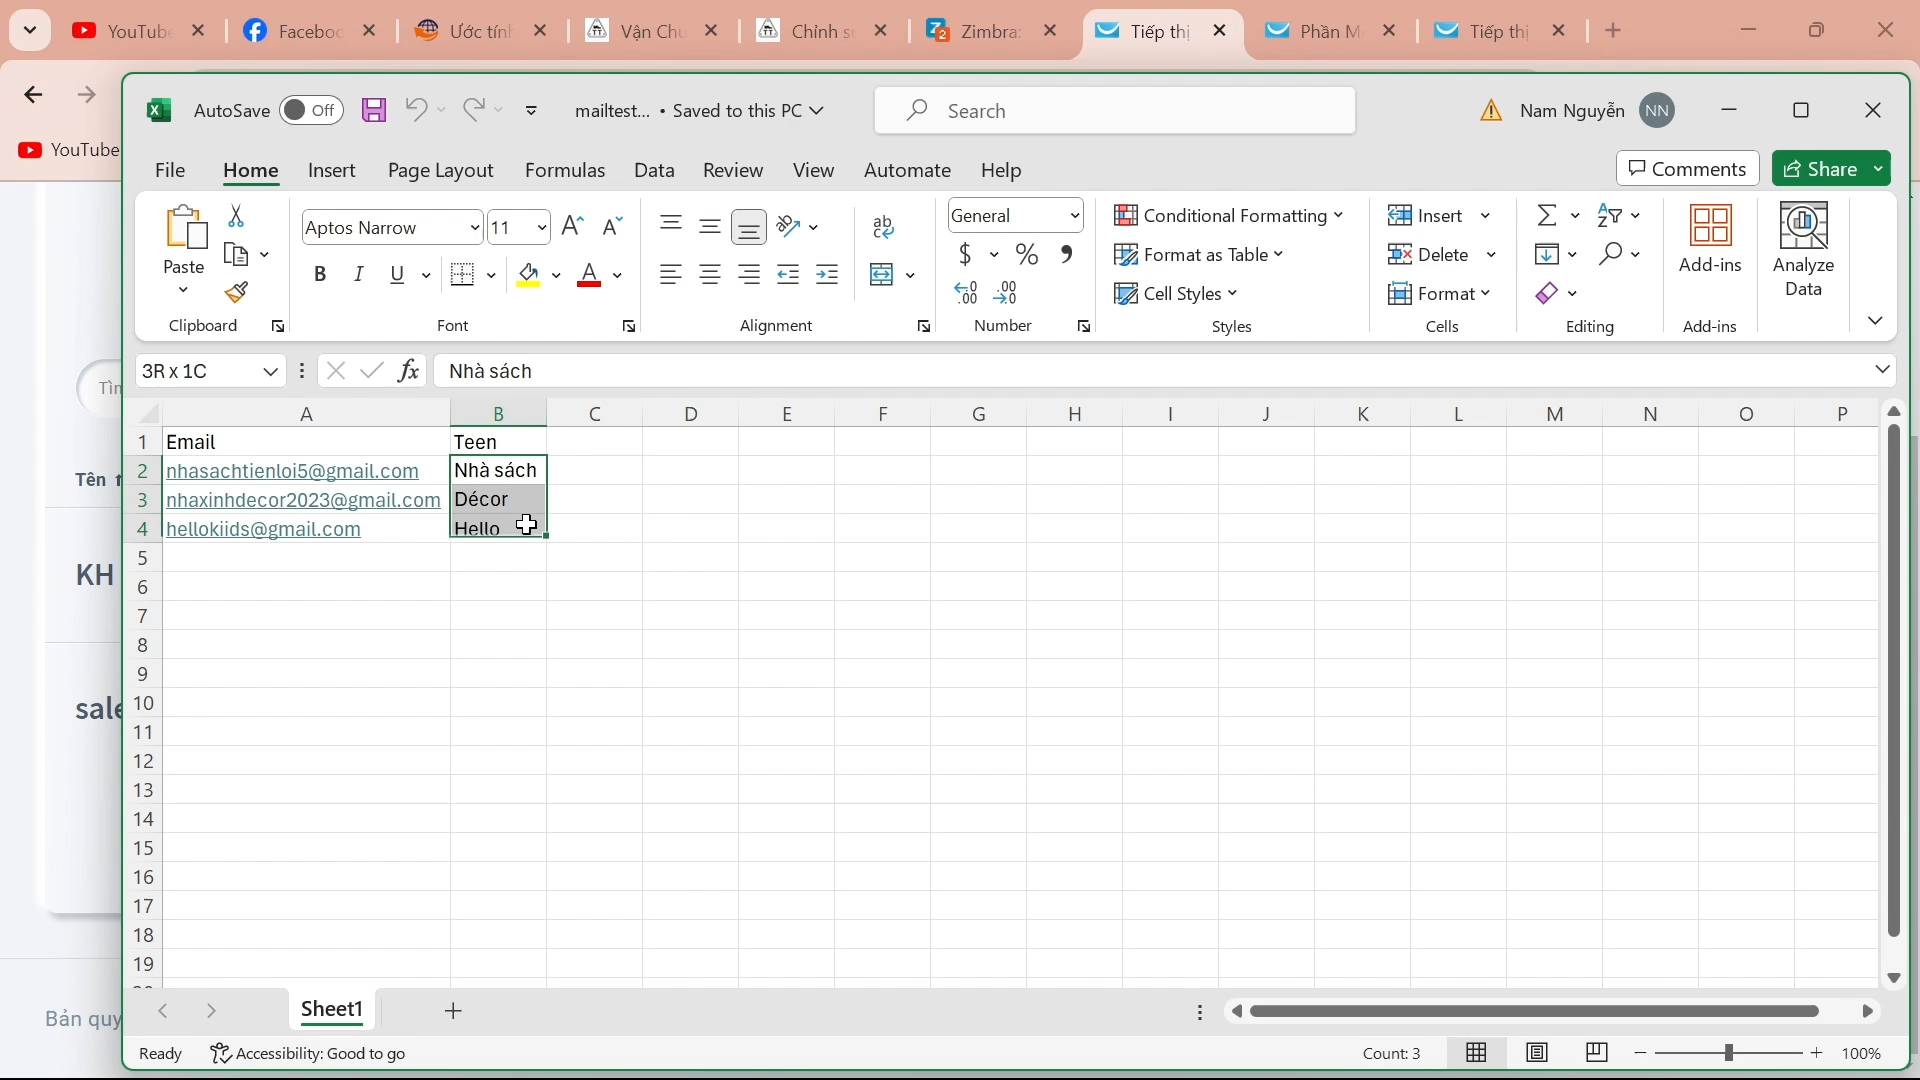 YouTube
Facebo
Ước tín
Vận Chu
Chỉnh s
Zimbra:
Tiếp thị
Phần M
Tiếp thị
YouTube
AutoSave Off mailtest... • Saved to this PC
Search
Nam Nguyễn NN
File Home Insert Page Layout Formulas Data Review View Automate Help
Comments Share
Paste
Clipboard
Aptos Narrow 11
B I U A
Font
Alignment
General
$ % ,
Number
Conditional Formatting
Format as Table
Cell Styles
Styles
Insert
Delete
Format
Cells
Editing
Add-ins
Add-ins
Analyze
Data
3R x 1C fx Nhà sách
A B C D E F G H I J K L M N O P
1 Email Teen
2 nhasachtienloi5@gmail.com Nhà sách
3 nhaxinhdecor2023@gmail.com Décor
4 hellokiids@gmail.com Hello
5
6
7
8
9
10
11
12
13
14
15
16
17
18
19
Tên
KH
sale
Bản quy
Sheet1
Ready Accessibility: Good to go Count: 3 100%